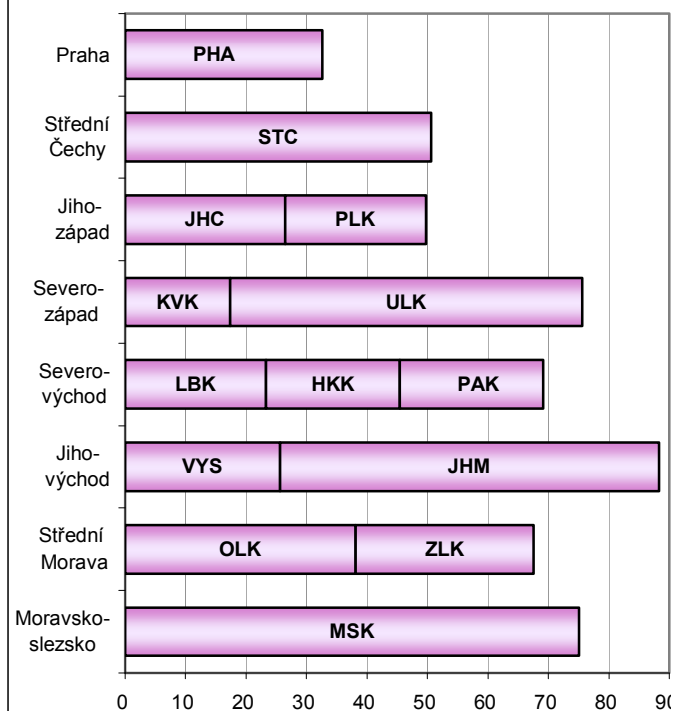 Praha
PHA
Střední
Čechy
STC
Jiho-
západ
JHC PLK
Severo-
západ
KVK ULK
Severo-
východ
LBK HKK PAK
Jiho-
východ
VYS JHM
Střední
Morava
OLK ZLK
Moravsko-
slezsko
MSK
0 10 20 30 40 50 60 70 80 90